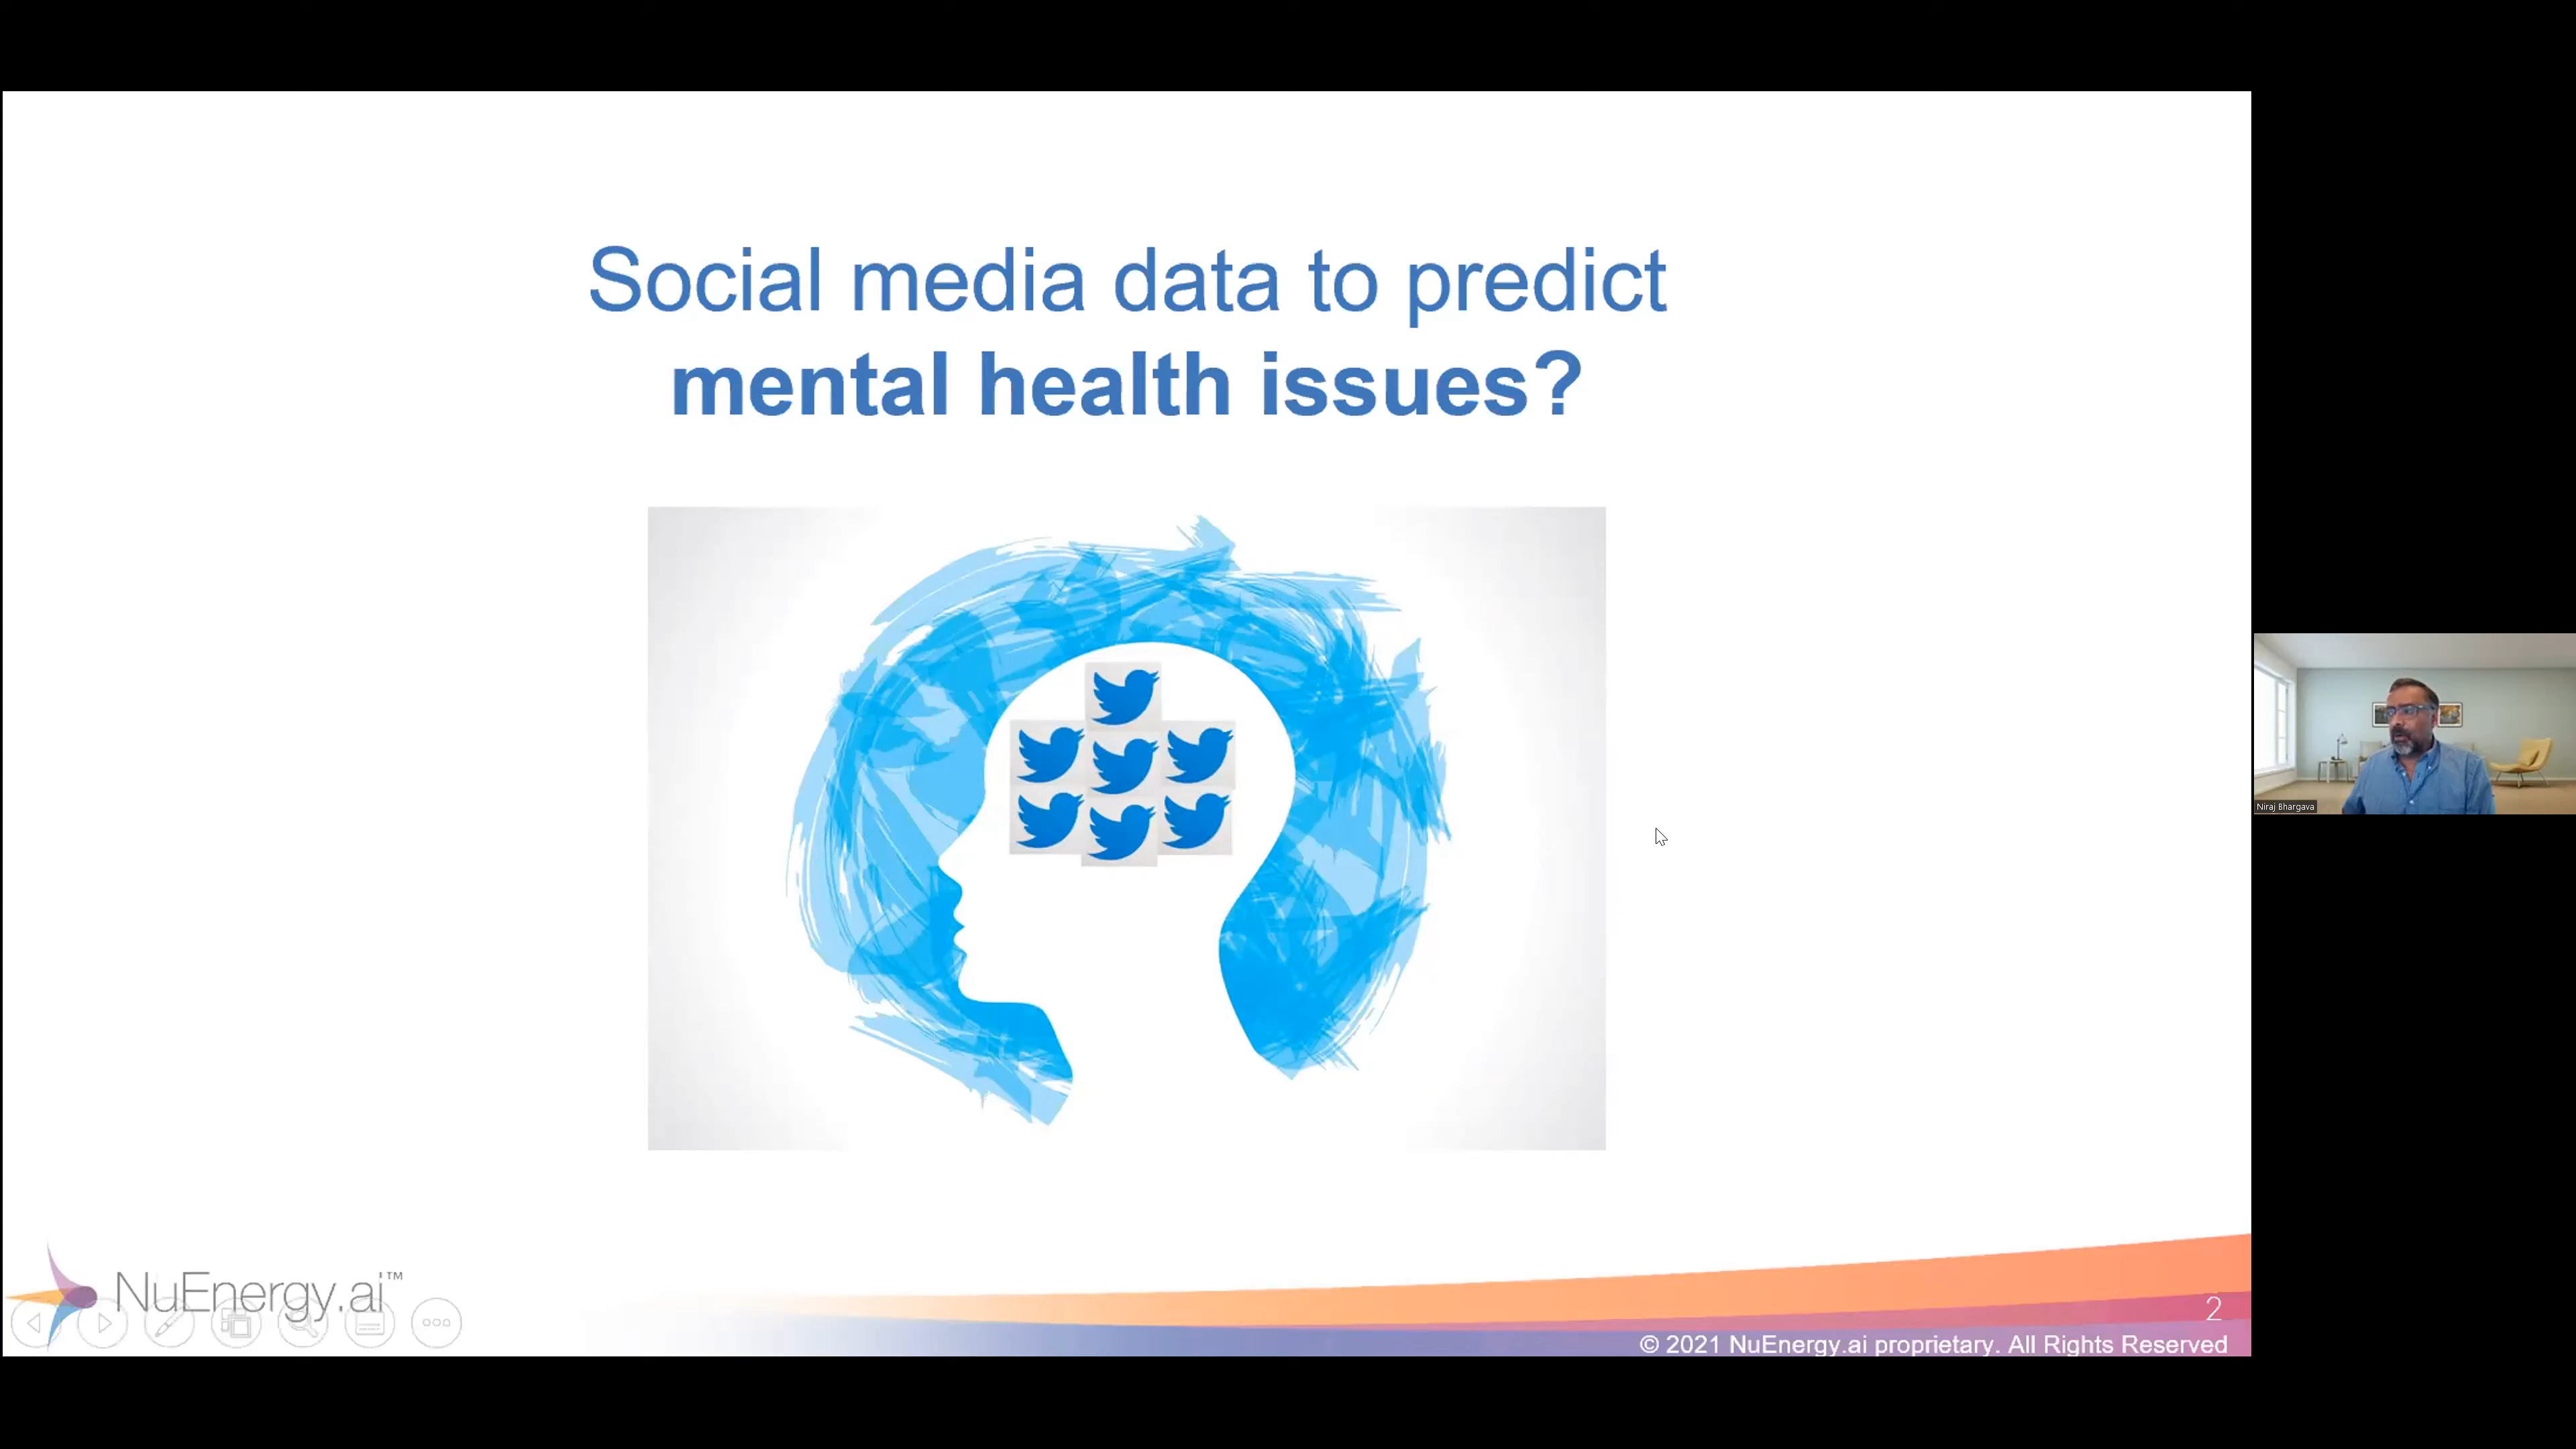 Social media data to predict
mental health issues?
Niraj Bhargava
NuEnergy.ai™
2
© 2021 NuEnergy.ai proprietary. All Rights Reserved